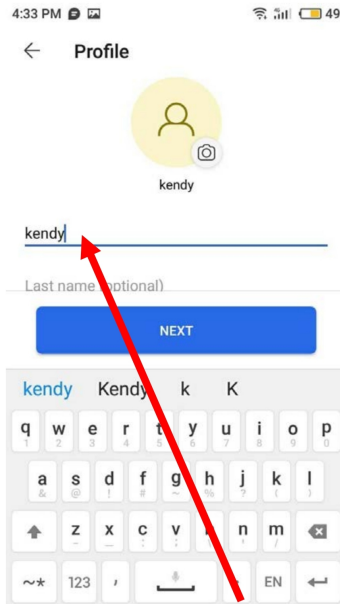 4:33 PM 49
Profile
kendy
kendy
Last name (optional)
NEXT
kendy Kendy k K
q w e r t y u i o p
1 2 3 4 5 6 7 8 9 0
a s d f g h j k l
& @ ! # ~ % ? ( )
z x c v n m
~* 123 , EN